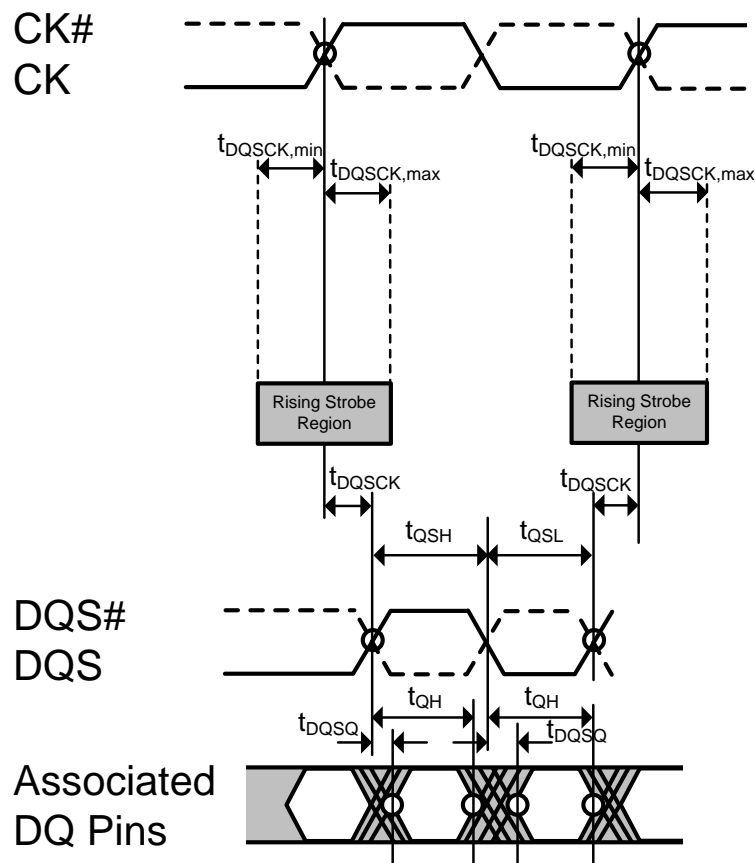 CK#
CK
tDQSCK,min
tDQSCK,max
tDQSCK,min
tDQSCK,max
Rising Strobe
Region
Rising Strobe
Region
tDQSCK
tDQSCK
tQSH
tQSL
DQS#
DQS
tQH
tQH
tDQSQ
tDQSQ
Associated
DQ Pins